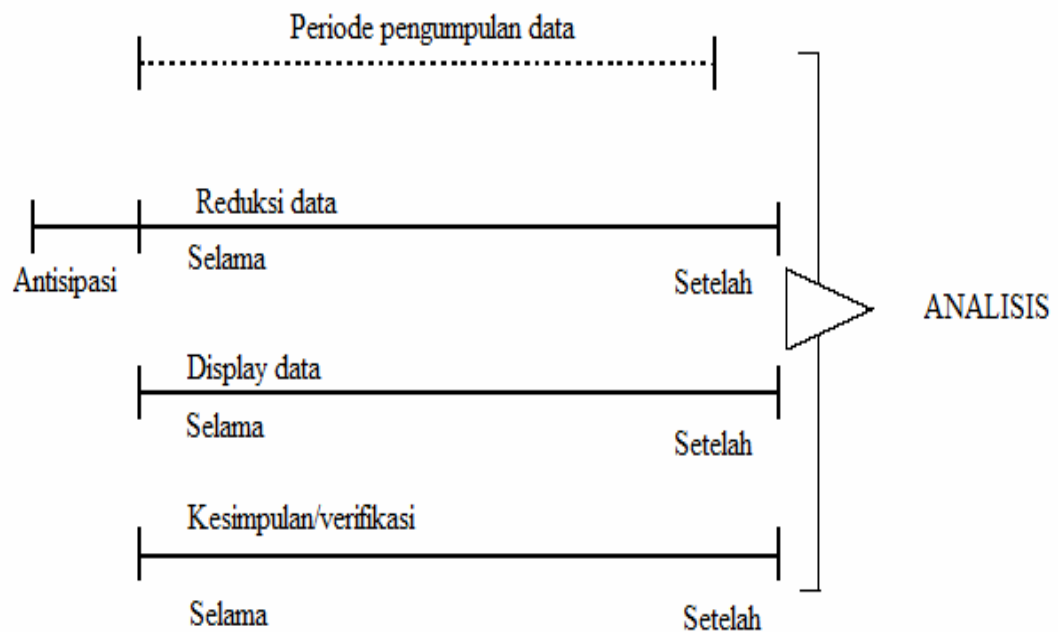 Periode pengumpulan data
Reduksi data
Selama
Antisipasi
Setelah
ANALISIS
Display data
Selama
Setelah
Kesimpulan/verifikasi
Selama
Setelah